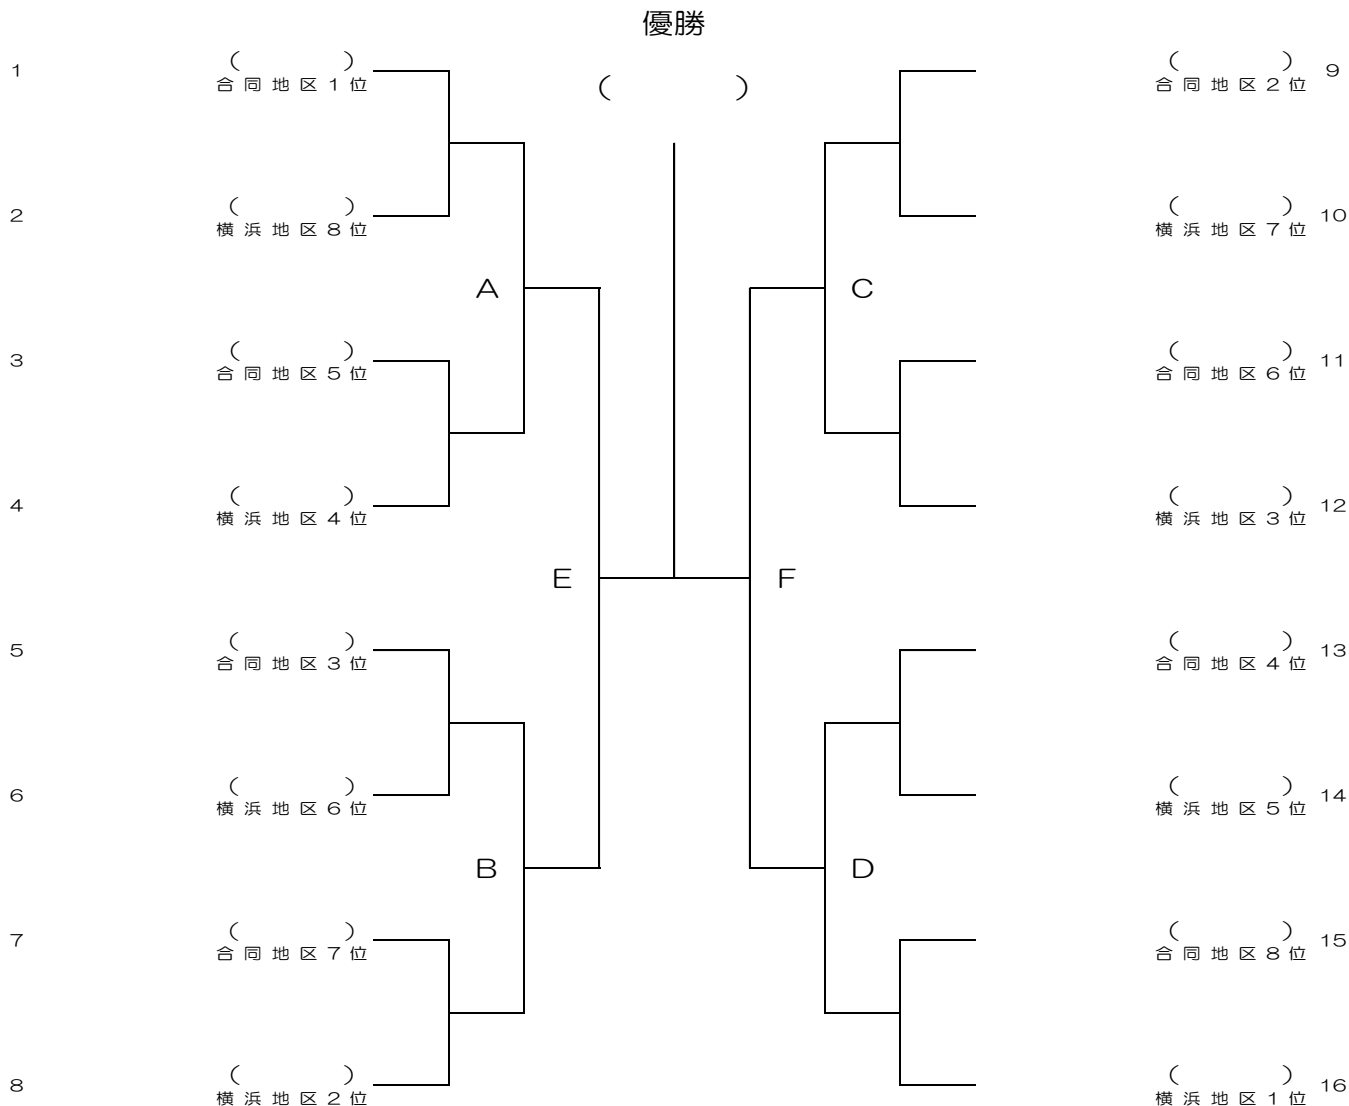 優勝
( )
1 ( )
合同地区1位
2 ( )
横浜地区8位
A
3 ( )
合同地区5位
4 ( )
横浜地区4位
E
5 ( )
合同地区3位
6 ( )
横浜地区6位
B
7 ( )
合同地区7位
8 ( )
横浜地区2位
( ) 9
合同地区2位
( ) 10
横浜地区7位
C
( ) 11
合同地区6位
( ) 12
横浜地区3位
F
( ) 13
合同地区4位
( ) 14
横浜地区5位
D
( ) 15
合同地区8位
( ) 16
横浜地区1位